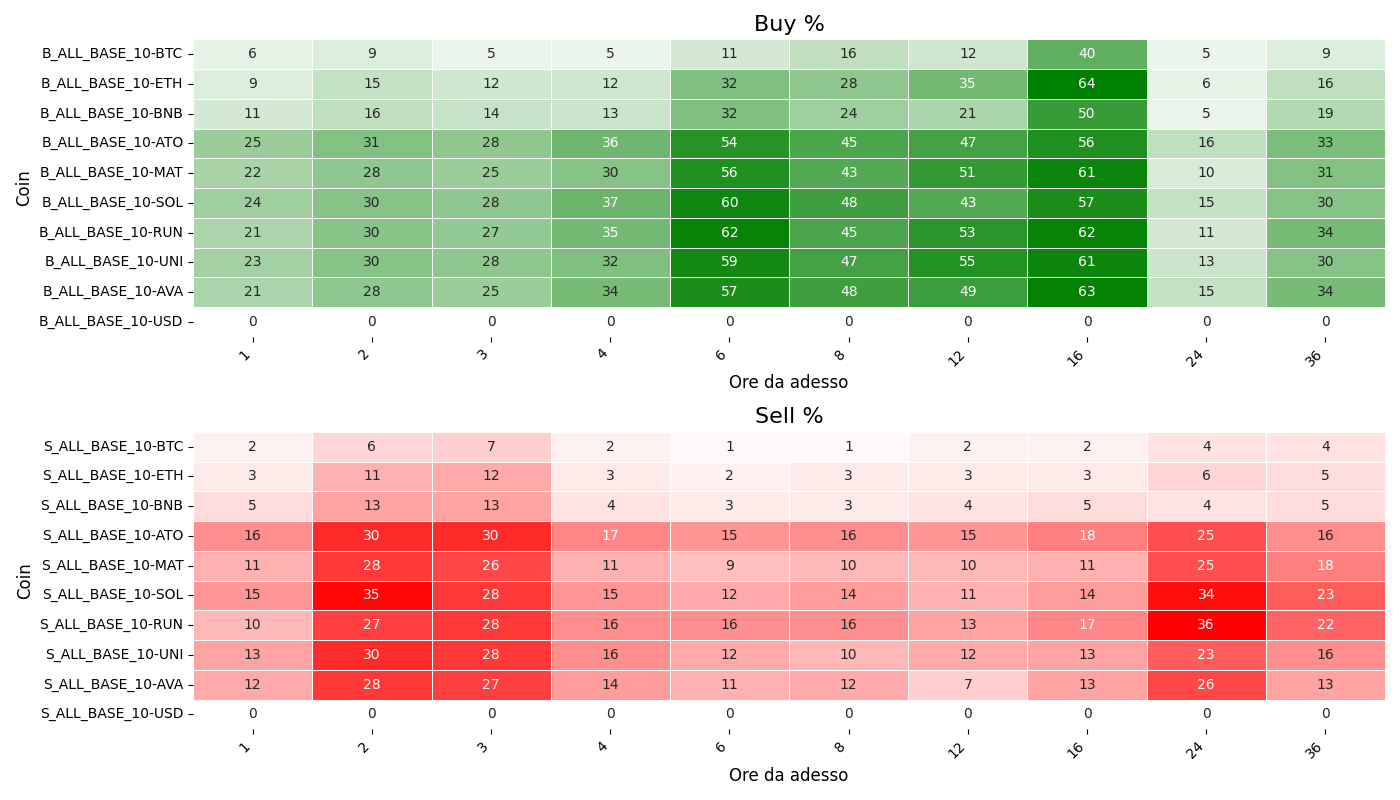 Buy %
Coin
B_ALL_BASE_10-BTC 6 9 5 5 11 16 12 40 5 9
B_ALL_BASE_10-ETH 9 15 12 12 32 28 35 64 6 16
B_ALL_BASE_10-BNB 11 16 14 13 32 24 21 50 5 19
B_ALL_BASE_10-ATO 25 31 28 36 54 45 47 56 16 33
B_ALL_BASE_10-MAT 22 28 25 30 56 43 51 61 10 31
B_ALL_BASE_10-SOL 24 30 28 37 60 48 43 57 15 30
B_ALL_BASE_10-RUN 21 30 27 35 62 45 53 62 11 34
B_ALL_BASE_10-UNI 23 30 28 32 59 47 55 61 13 30
B_ALL_BASE_10-AVA 21 28 25 34 57 48 49 63 15 34
B_ALL_BASE_10-USD 0 0 0 0 0 0 0 0 0 0
1 2 3 4 6 8 12 16 24 36
Ore da adesso
Sell %
Coin
S_ALL_BASE_10-BTC 2 6 7 2 1 1 2 2 4 4
S_ALL_BASE_10-ETH 3 11 12 3 2 3 3 3 6 5
S_ALL_BASE_10-BNB 5 13 13 4 3 3 4 5 4 5
S_ALL_BASE_10-ATO 16 30 30 17 15 16 15 18 25 16
S_ALL_BASE_10-MAT 11 28 26 11 9 10 10 11 25 18
S_ALL_BASE_10-SOL 15 35 28 15 12 14 11 14 34 23
S_ALL_BASE_10-RUN 10 27 28 16 16 16 13 17 36 22
S_ALL_BASE_10-UNI 13 30 28 16 12 10 12 13 23 16
S_ALL_BASE_10-AVA 12 28 27 14 11 12 7 13 26 13
S_ALL_BASE_10-USD 0 0 0 0 0 0 0 0 0 0
1 2 3 4 6 8 12 16 24 36
Ore da adesso